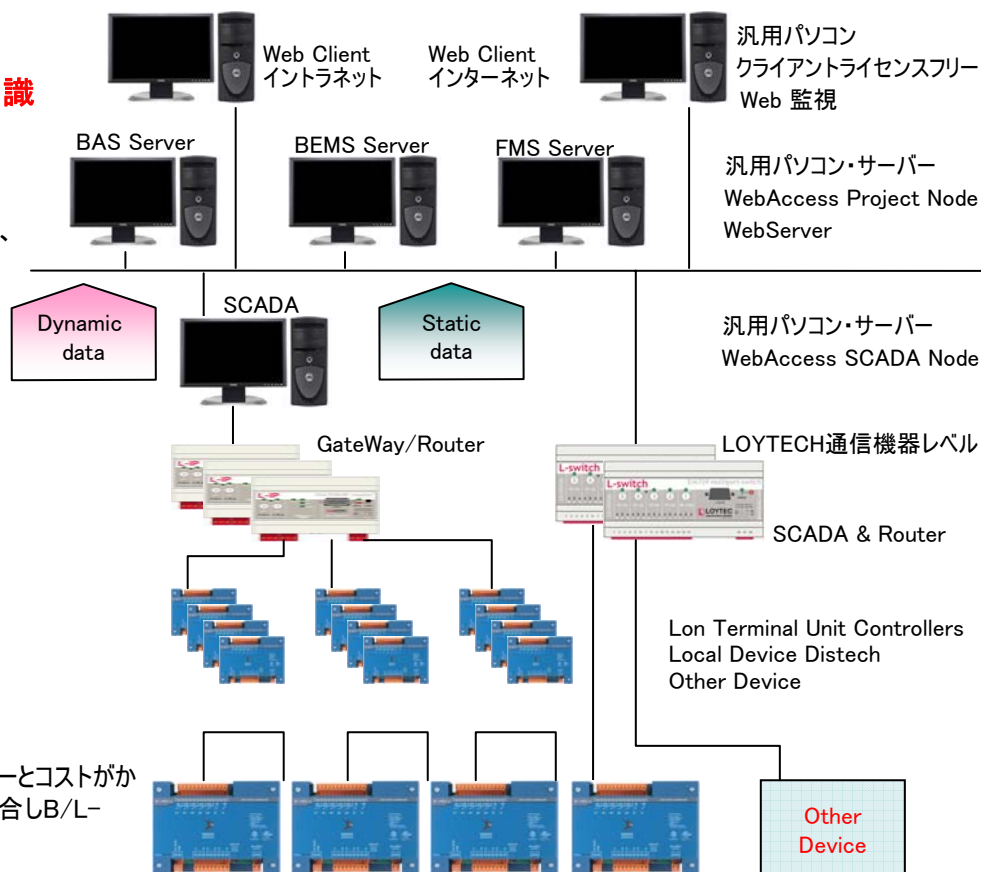 Web Client
イントラネット
Web Client
インターネット
汎用パソコン
クライアントライセンスフリー
Web 監視
識
BAS Server
BEMS Server
FMS Server
汎用パソコン・サーバー
WebAccess Project Node
WebServer
、
Dynamic
data
SCADA
Static
data
汎用パソコン・サーバー
WebAccess SCADA Node
GateWay/Router
LOYTECH通信機器レベル
L-switch
L-switch
LOYTEC
SCADA & Router
Lon Terminal Unit Controllers
Local Device Distech
Other Device
ーとコストがか
合しB/L-
Other
Device